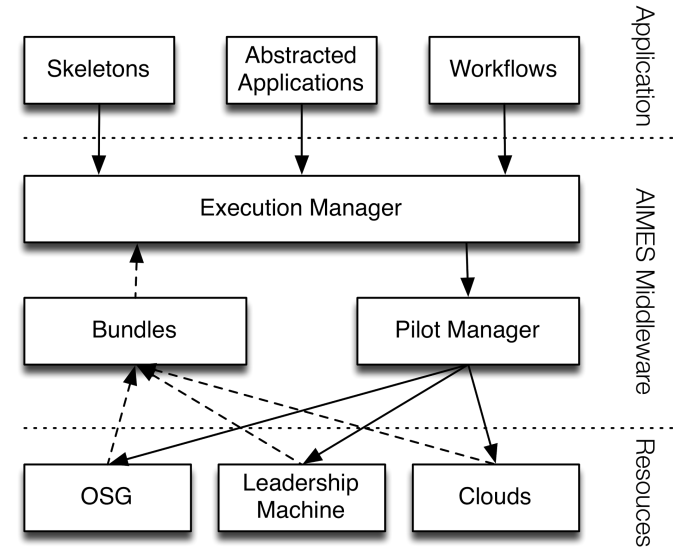 Skeletons
Abstracted
Applications
Workflows
Application
Execution Manager
AIMES Middleware
Bundles
Pilot Manager
OSG
Leadership
Machine
Clouds
Resouces